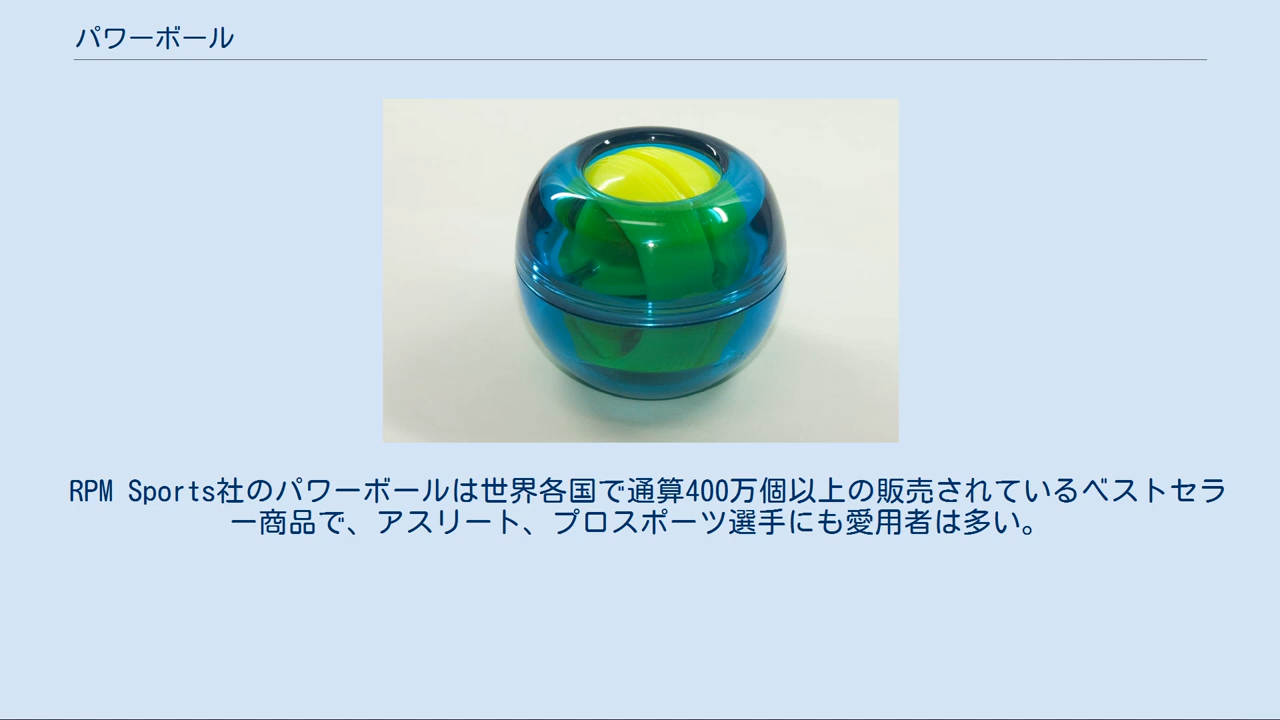 パワーボール
RPM Sports社のパワーボールは世界各国で通算400万個以上の販売されているベストセラ
ー商品で、アスリート、プロスポーツ選手にも愛用者は多い。